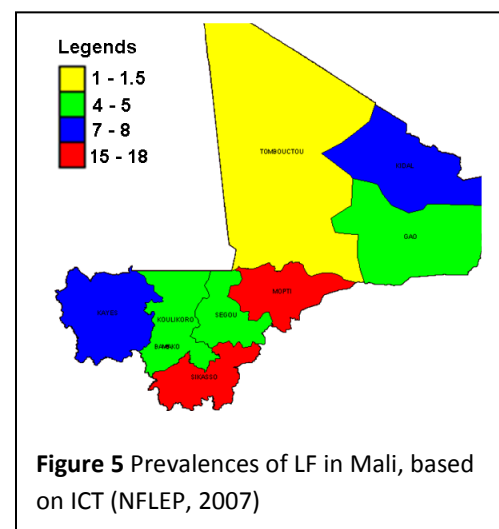 Legends
1 - 1.5
4 - 5
7 - 8
15 - 18
TOMBOUCTOU
KIDAL
GAO
MOPTI
KAYES
KOULIKORO
SEGOU
BAMAKO
SIKASSO
Figure 5 Prevalences of LF in Mali, based
on ICT (NFLEP, 2007)